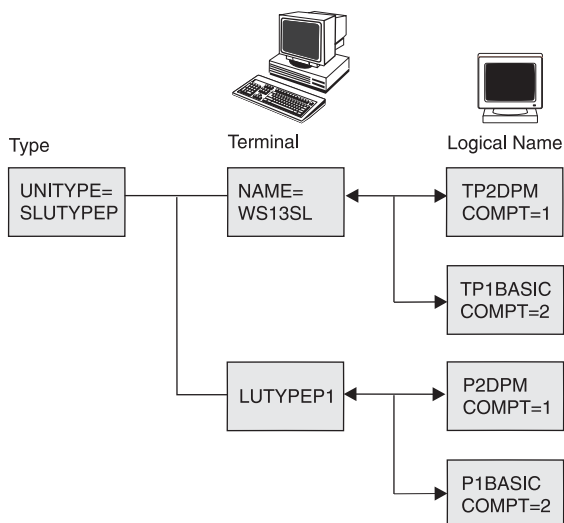 Type
Terminal
Logical Name
UNITYPE=
SLUTYPEP
NAME=
WS13SL
TP2DPM
COMPT=1
TP1BASIC
COMPT=2
LUTYPEP1
P2DPM
COMPT=1
P1BASIC
COMPT=2